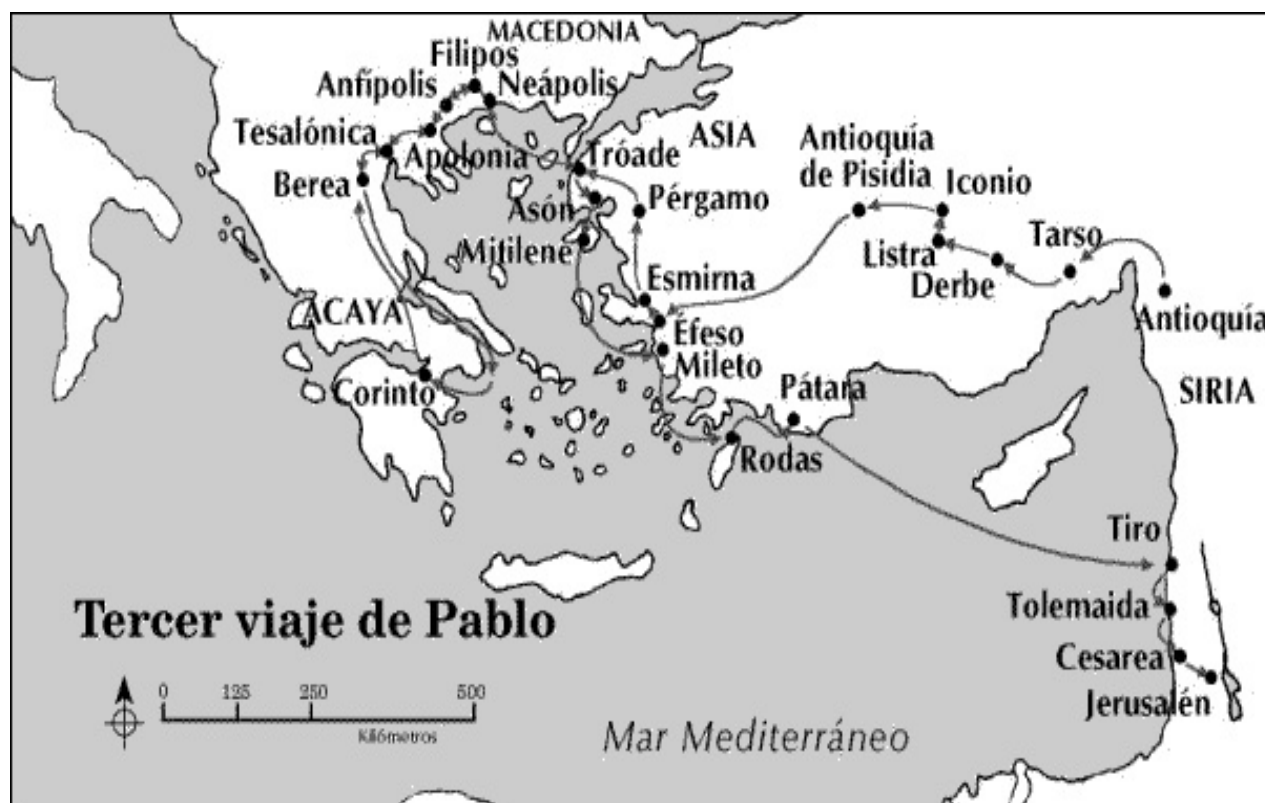 MACEDONIA
Filipos
Anfípolis
Neápolis
Tesalónica
Apolonia
Berea
Tróade
ASIA
Antioquía
de Pisidia
Iconio
Asón
Pérgamo
Mitilene
Listra
Derbe
Tarso
Esmirna
Antioquía
ACAYA
Éfeso
Mileto
Corinto
Pátara
SIRIA
Rodas
Tiro
Tolemaida
Tercer viaje de Pablo
Cesarea
Jerusalén
0 125 250 500
Kilómetros
Mar Mediterráneo